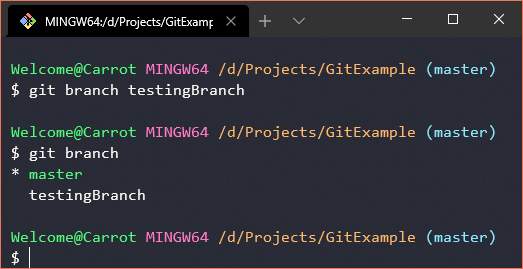 MINGW64:/d/Projects/GitExample
Welcome@Carrot MINGW64 /d/Projects/GitExample (master)
$ git branch testingBranch
Welcome@Carrot MINGW64 /d/Projects/GitExample (master)
$ git branch
* master
testingBranch
Welcome@Carrot MINGW64 /d/Projects/GitExample (master)
$